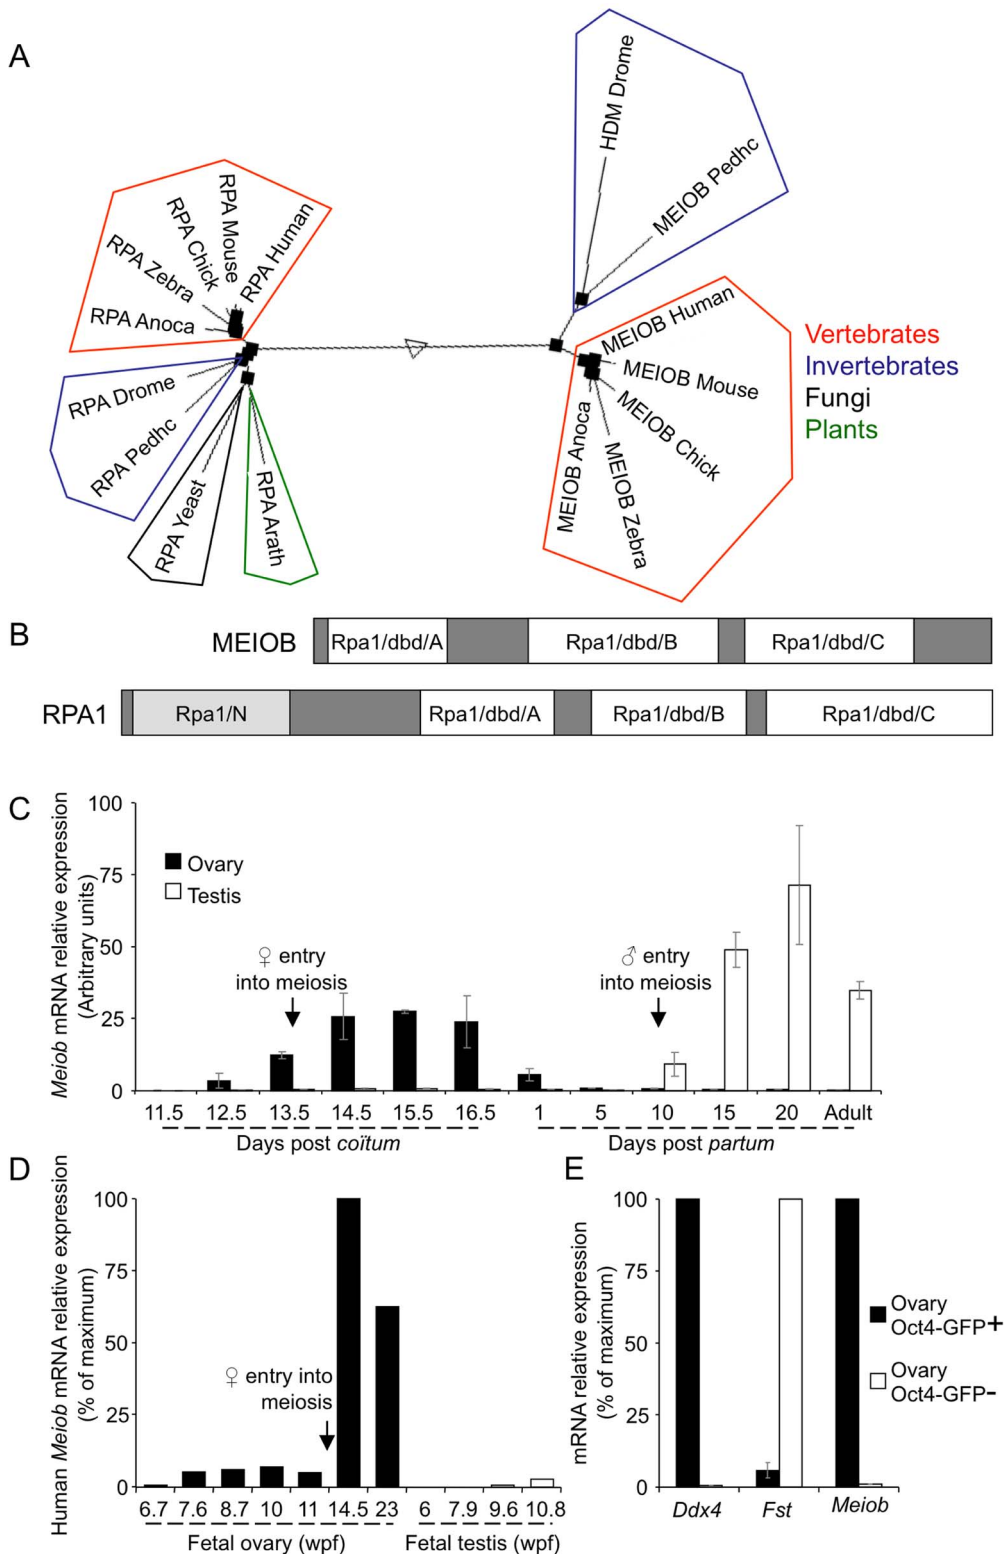 A
HDM Drome
MEIOB Pedhc
RPA Mouse
RPA Chick
RPA Human
RPA Zebra
RPA Anoca
RPA Drome
RPA Pedhc
RPA Yeast
RPA Arath
MEIOB Human
MEIOB Mouse
MEIOB Chick
MEIOB Zebra
MEIOB Anoca
Vertebrates
Invertebrates
Fungi
Plants
B
MEIOB
Rpa1/dbd/A
Rpa1/dbd/B
Rpa1/dbd/C
RPA1
Rpa1/N
Rpa1/dbd/A
Rpa1/dbd/B
Rpa1/dbd/C
C
Meiob mRNA relative expression
(Arbitrary units)
100
75
50
25
0
Ovary
Testis
♀ entry
into meiosis
♂ entry
into meiosis
11.5 12.5 13.5 14.5 15.5 16.5 1 5 10 15 20 Adult
Days post coïtum
Days post partum
D
Human Meiob mRNA relative expression
(% of maximum)
100
75
50
25
0
♀ entry into
meiosis
6.7 7.6 8.7 10 11 14.5 23 6 7.9 9.6 10.8
Fetal ovary (wpf)
Fetal testis (wpf)
E
mRNA relative expression
(% of maximum)
100
75
50
25
0
Ddx4 Fst Meiob
Ovary
Oct4-GFP+
Ovary
Oct4-GFP-